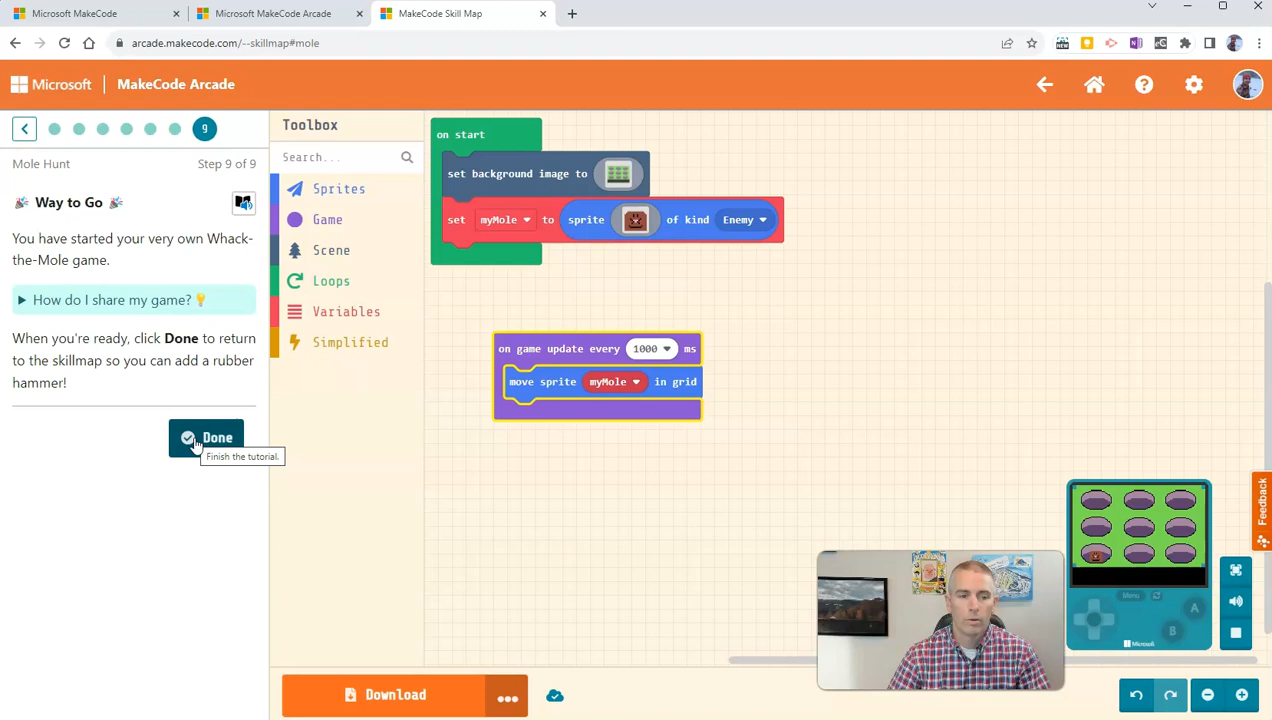 Microsoft MakeCode
Microsoft MakeCode Arcade
MakeCode Skill Map
arcade.makecode.com/--skillmap#mole
Microsoft
MakeCode Arcade
9
Mole Hunt
Step 9 of 9
Way to Go
You have started your very own Whack-
the-Mole game.
How do I share my game?
When you're ready, click Done to return
to the skillmap so you can add a rubber
hammer!
Done
Finish the tutorial.
Toolbox
Search...
Sprites
Game
Scene
Loops
Variables
Simplified
on start
set background image to
set myMole to sprite of kind Enemy
on game update every 1000 ms
move sprite myMole in grid
Menu
A
B
Microsoft
Feedback
Download